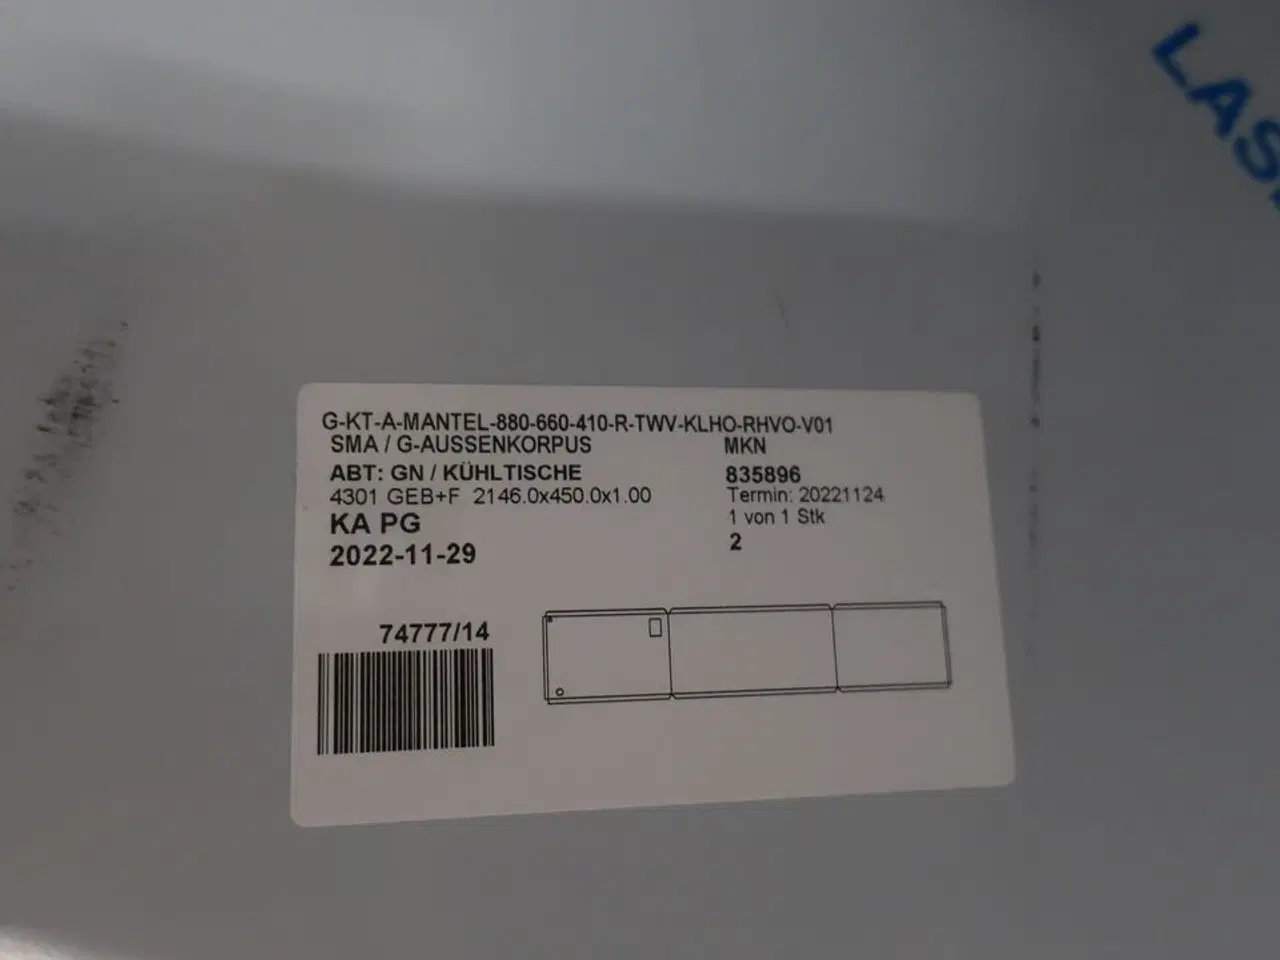 LAS
G-KT-A-MANTEL-880-660-410-R-TWV-KLHO-RHVO-V01
SMA / G-AUSSENKORPUS MKN
ABT: GN / KÜHLTISCHE 835896
4301 GEB+F 2146.0x450.0x1.00 Termin: 20221124
KA PG 1 von 1 Stk
2022-11-29 2
74777/14